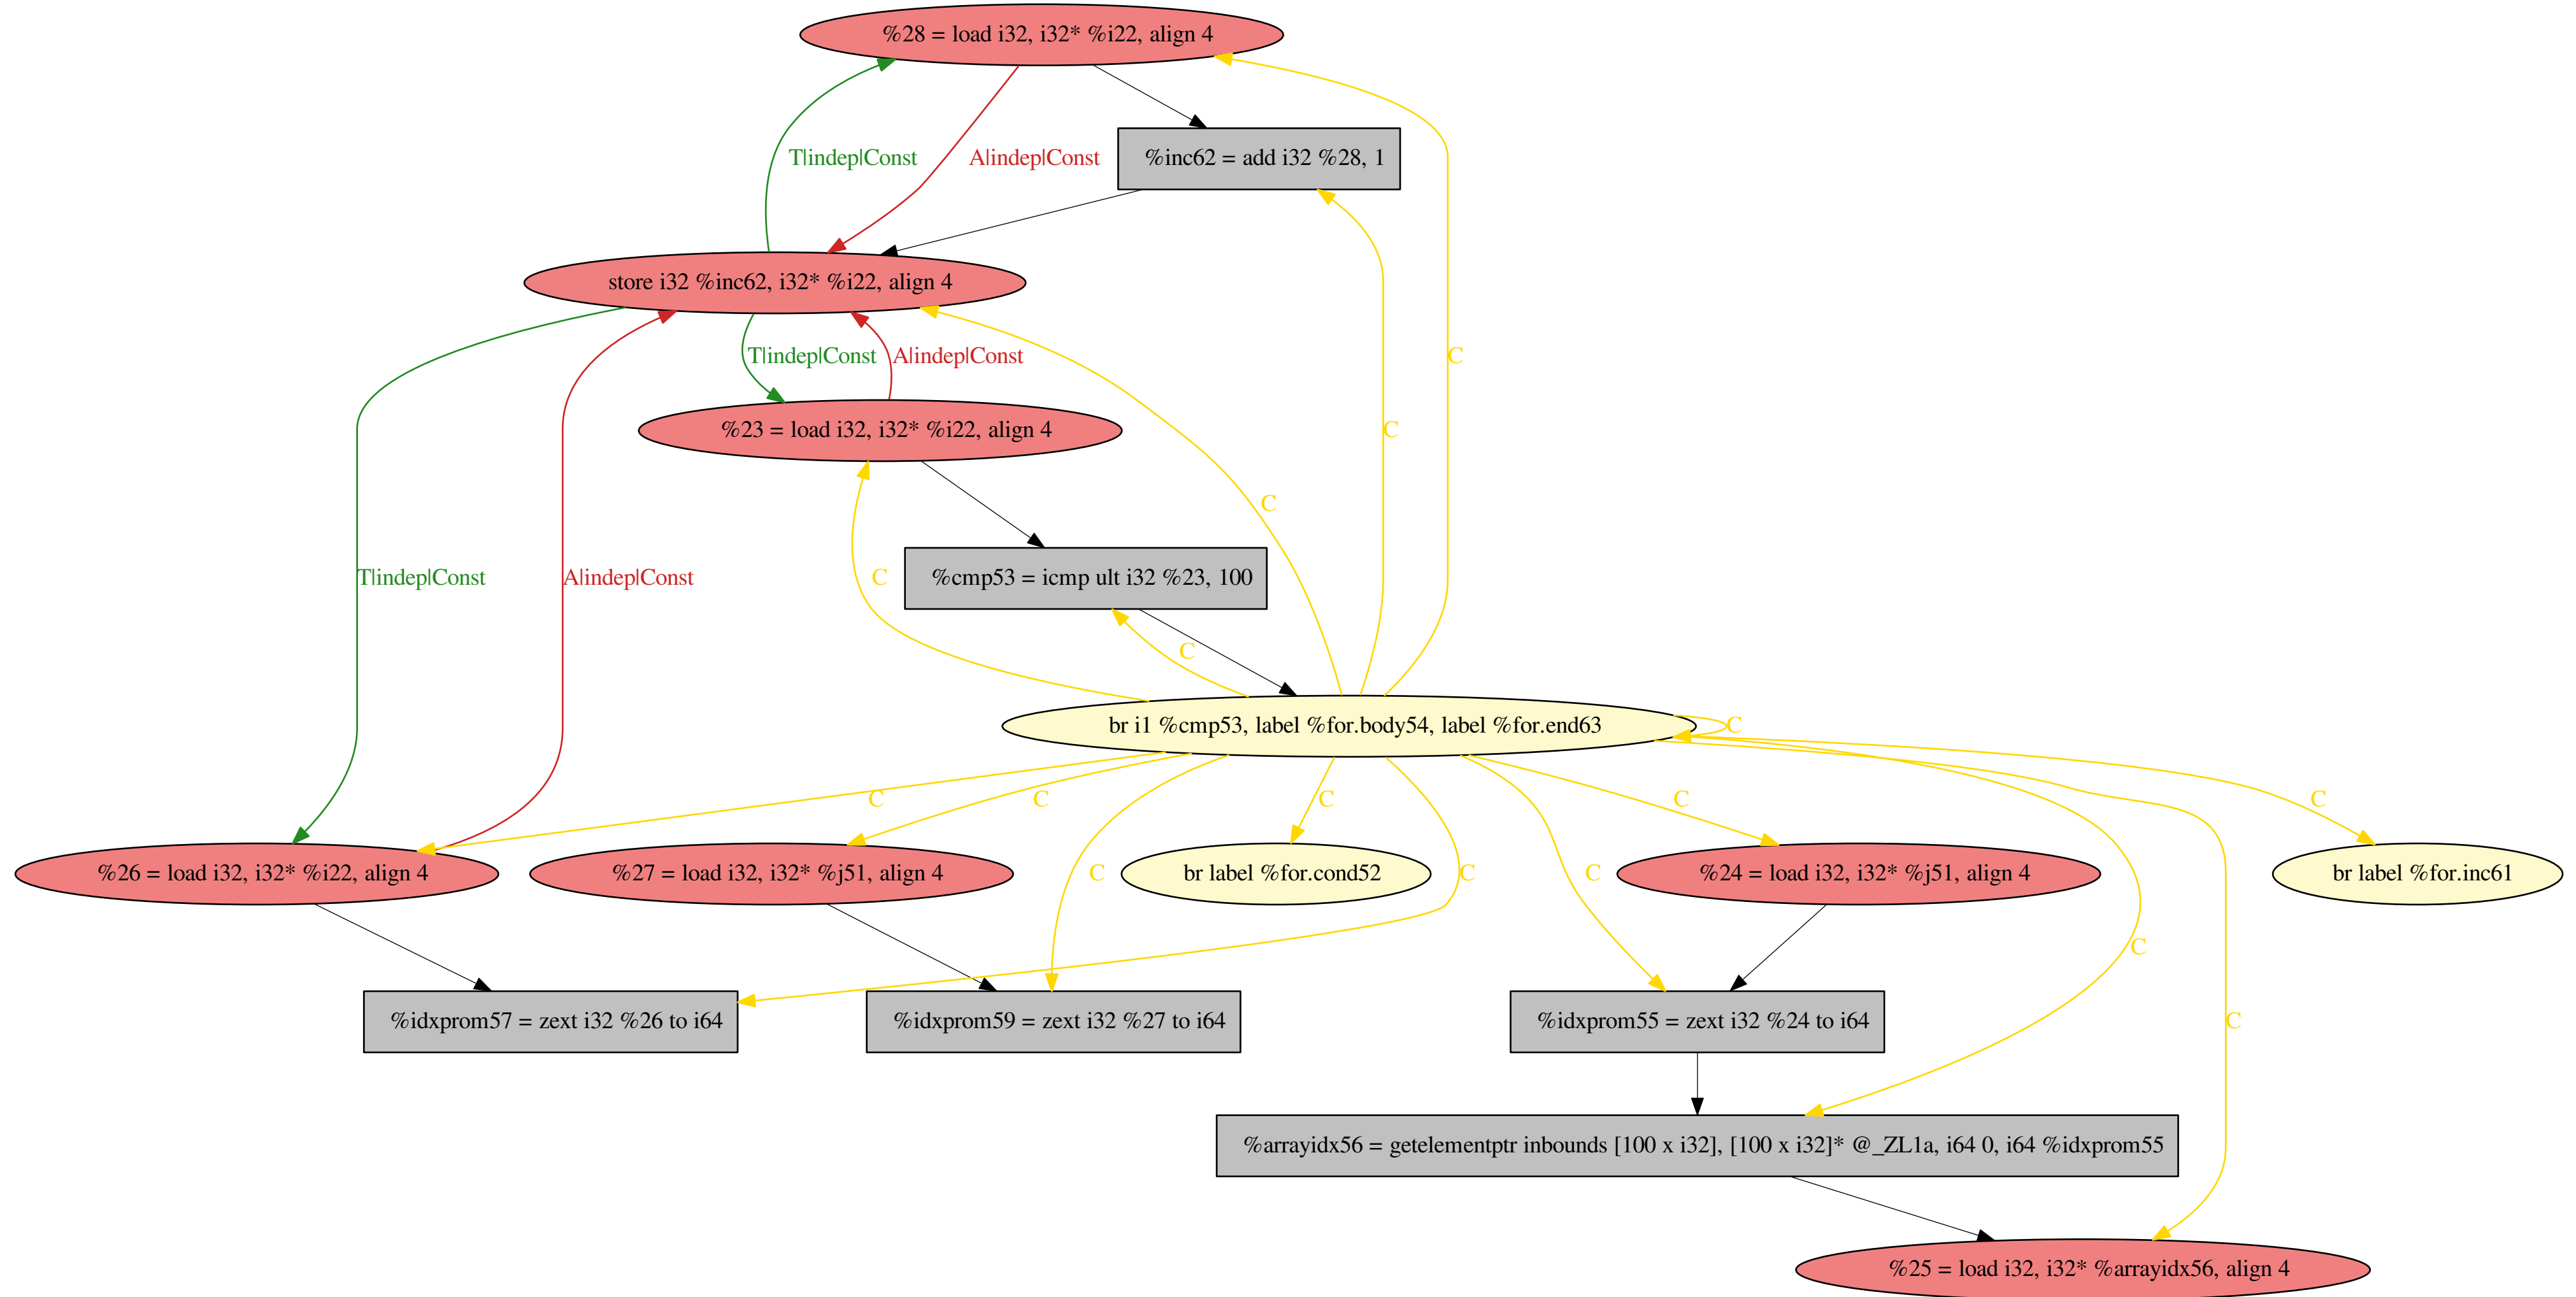 %28 = load i32, i32* %i22, align 4
T|indep|Const
A|indep|Const
%inc62 = add i32 %28, 1
store i32 %inc62, i32* %i22, align 4
T|indep|Const
A|indep|Const
C
C
%23 = load i32, i32* %i22, align 4
C
T|indep|Const
A|indep|Const
C
%cmp53 = icmp ult i32 %23, 100
C
C
br i1 %cmp53, label %for.body54, label %for.end63
C
C
C
C
C
C
%26 = load i32, i32* %i22, align 4
%27 = load i32, i32* %j51, align 4
C
br label %for.cond52
C
C
%24 = load i32, i32* %j51, align 4
br label %for.inc61
C
%idxprom57 = zext i32 %26 to i64
%idxprom59 = zext i32 %27 to i64
%idxprom55 = zext i32 %24 to i64
C
%arrayidx56 = getelementptr inbounds [100 x i32], [100 x i32]* @_ZL1a, i64 0, i64 %idxprom55
%25 = load i32, i32* %arrayidx56, align 4